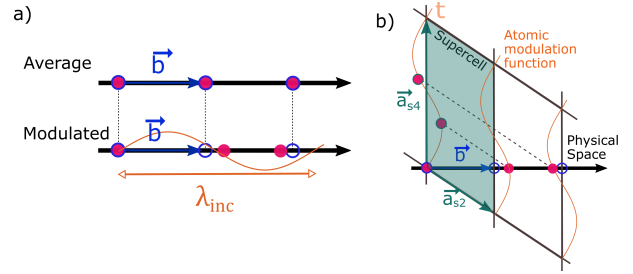 a)
Average
b
Modulated
b
λinc
b)
t
Atomic
modulation
function
Supercell
as4
Physical
Space
b
as2